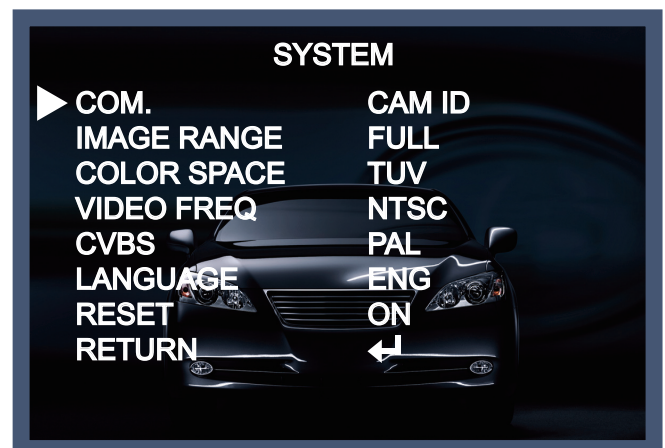 SYSTEM
COM. CAM ID
IMAGE RANGE FULL
COLOR SPACE TUV
VIDEO FREQ NTSC
CVBS PAL
LANGUAGE ENG
RESET ON
RETURN ↵